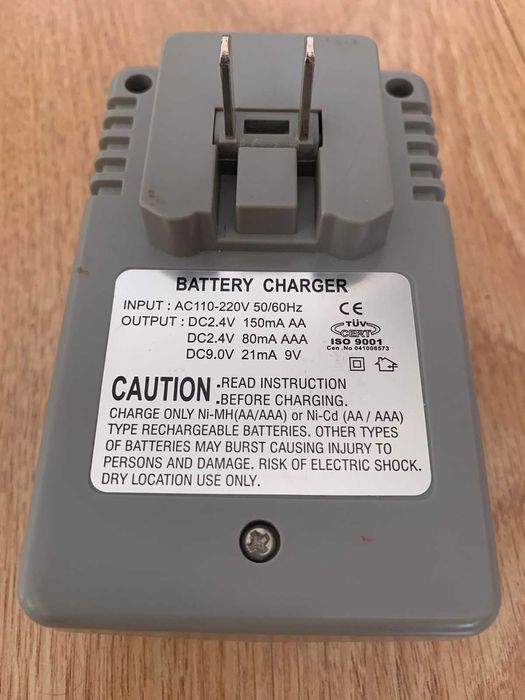 BATTERY CHARGER
INPUT : AC110-220V 50/60Hz
OUTPUT : DC2.4V 150mA AA
DC2.4V 80mA AAA
DC9.0V 21mA 9V
CE
TÜV
CERT
ISO 9001
Cen .No 041006573
CAUTION
.READ INSTRUCTION
.BEFORE CHARGING.
CHARGE ONLY Ni-MH(AA/AAA) or Ni-Cd (AA / AAA)
TYPE RECHARGEABLE BATTERIES. OTHER TYPES
OF BATTERIES MAY BURST CAUSING INJURY TO
PERSONS AND DAMAGE. RISK OF ELECTRIC SHOCK.
DRY LOCATION USE ONLY.